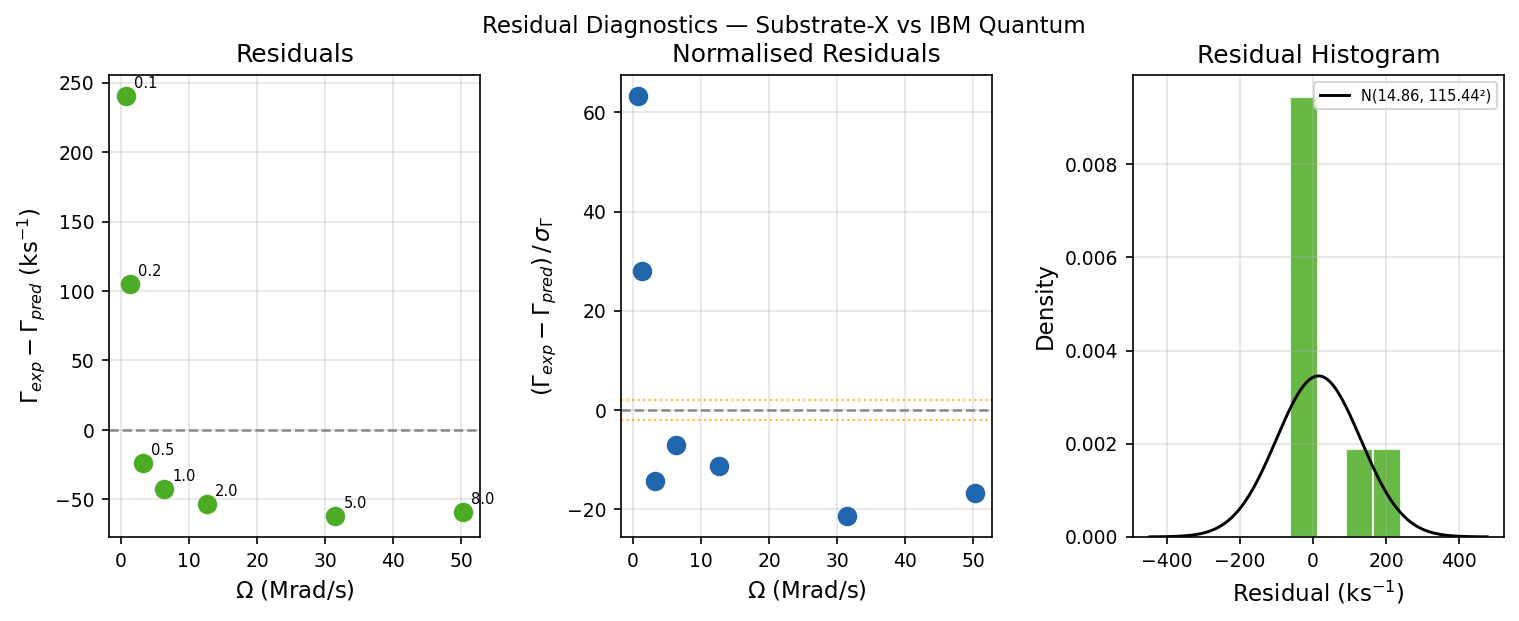 Residual Diagnostics — Substrate-X vs IBM Quantum
Residuals
250
200
150
100
50
0
−50
0.1
0.2
0.5
1.0
2.0
5.0
8.0
0 10 20 30 40 50
Γexp − Γpred (ks⁻¹)
Ω (Mrad/s)
Normalised Residuals
60
40
20
0
−20
0 10 20 30 40 50
(Γexp − Γpred) / σΓ
Ω (Mrad/s)
Residual Histogram
N(14.86, 115.44²)
0.008
0.006
0.004
0.002
0.000
−400 −200 0 200 400
Density
Residual (ks⁻¹)